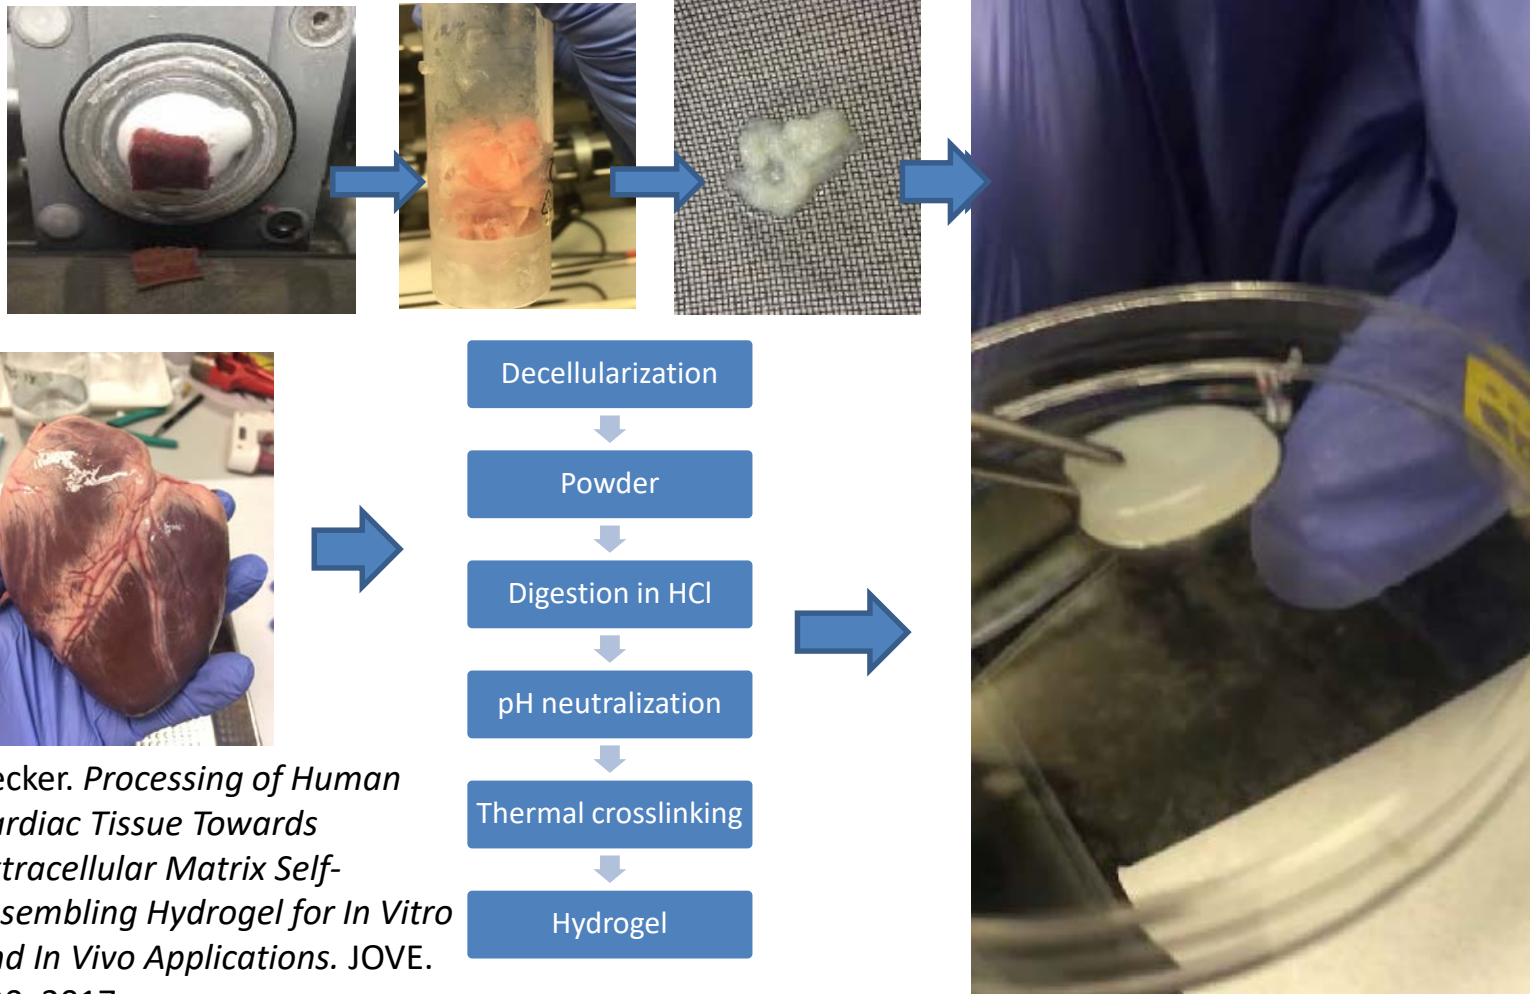 Decellularization
Powder
Digestion in HCl
pH neutralization
Thermal crosslinking
Hydrogel
ecker. Processing of Human
ardiac Tissue Towards
tracellular Matrix Self-
sembling Hydrogel for In Vitro
nd In Vivo Applications. JOVE.